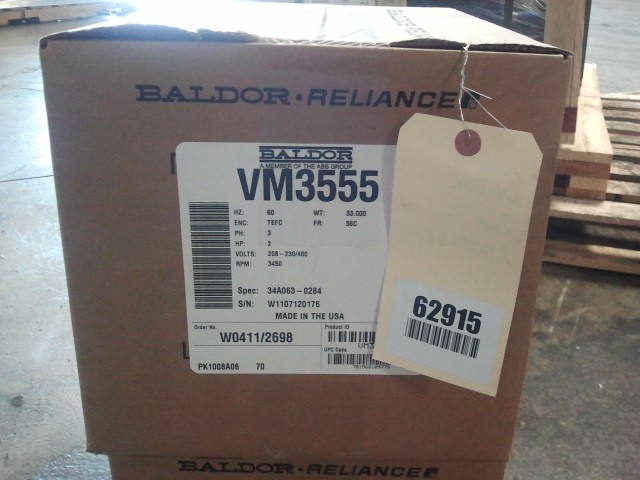 BALDOR • RELIANCE
BALDOR
A MEMBER OF THE ABB GROUP
VM3555
HZ: 60 WT: 33.000
ENC: TEFC FR: 56C
PH: 3
HP: 2
VOLTS: 208-230/460
RPM: 3450
Spec: 34A063-0284
S/N: W1107120176
MADE IN THE USA
Order No. Product ID
W0411/2698
UPC Code
PK1008A06 70
62915
BALDOR • RELIANCE